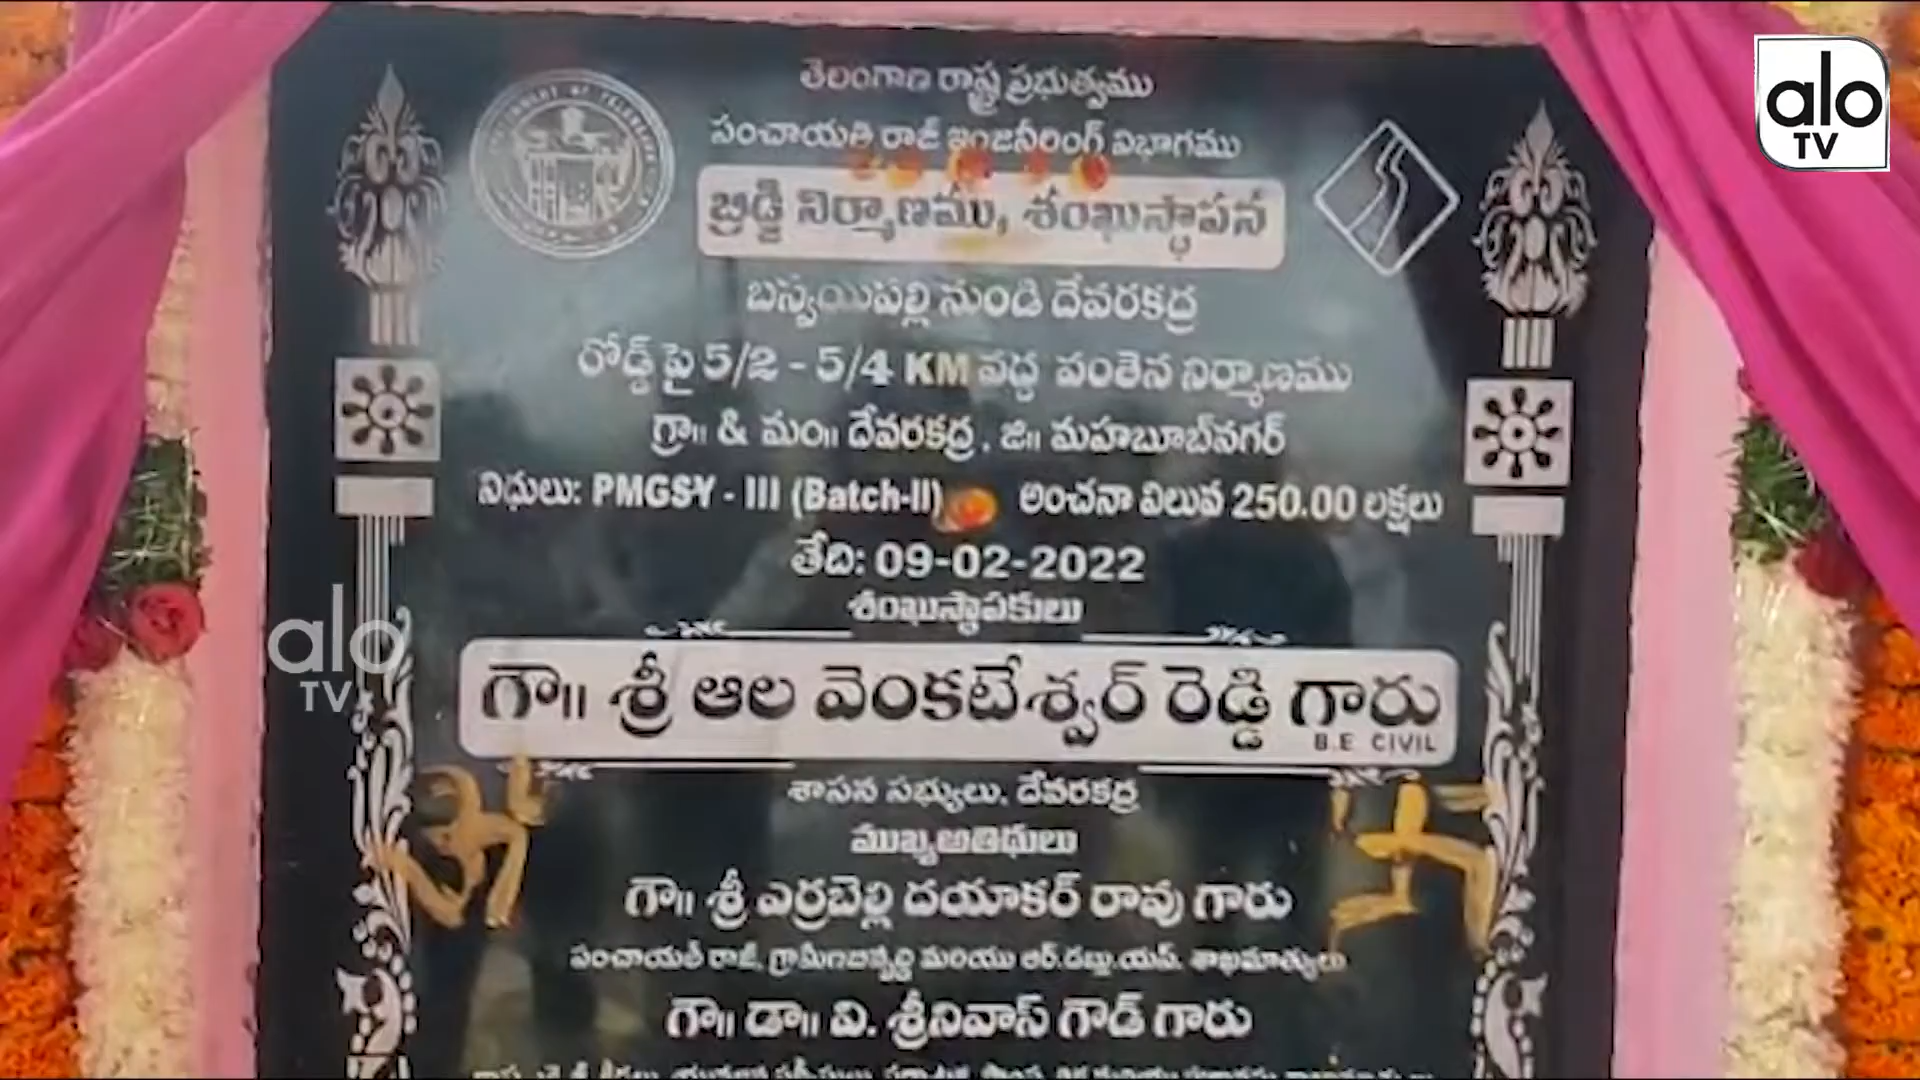 alo
TV
తెలంగాణ రాష్ట్ర ప్రభుత్వము
పంచాయతి రాజ్ ఇంజనీరింగ్ విభాగము
బ్రిడ్జి నిర్మాణము, శంఖుస్థాపన
బస్వయిపల్లి నుండి దేవరకద్ర
రోడ్డ్ పై 5/2 - 5/4 KM వద్ద వంతెన నిర్మాణము
గ్రా॥ & మం॥ దేవరకద్ర, జి॥ మహబూబ్‌నగర్
నిధులు: PMGSY - III (Batch-II) అంచనా విలువ 250.00 లక్షలు
తేది: 09-02-2022
శంఖుస్థాపకులు
గౌ॥ శ్రీ ఆల వెంకటేశ్వర్ రెడ్డి గారు
B.E CIVIL
alo
TV
శాసన సభ్యులు, దేవరకద్ర
ముఖ్యఅతిథులు
గౌ॥ శ్రీ ఎర్రబెల్లి దయాకర్ రావు గారు
పంచాయతీ రాజ్, గ్రామీణాభివృద్ధి మరియు ఆర్.డబ్ల్యు.యస్. శాఖమాత్యులు
గౌ॥ డా॥ వి. శ్రీనివాస్ గౌడ్ గారు